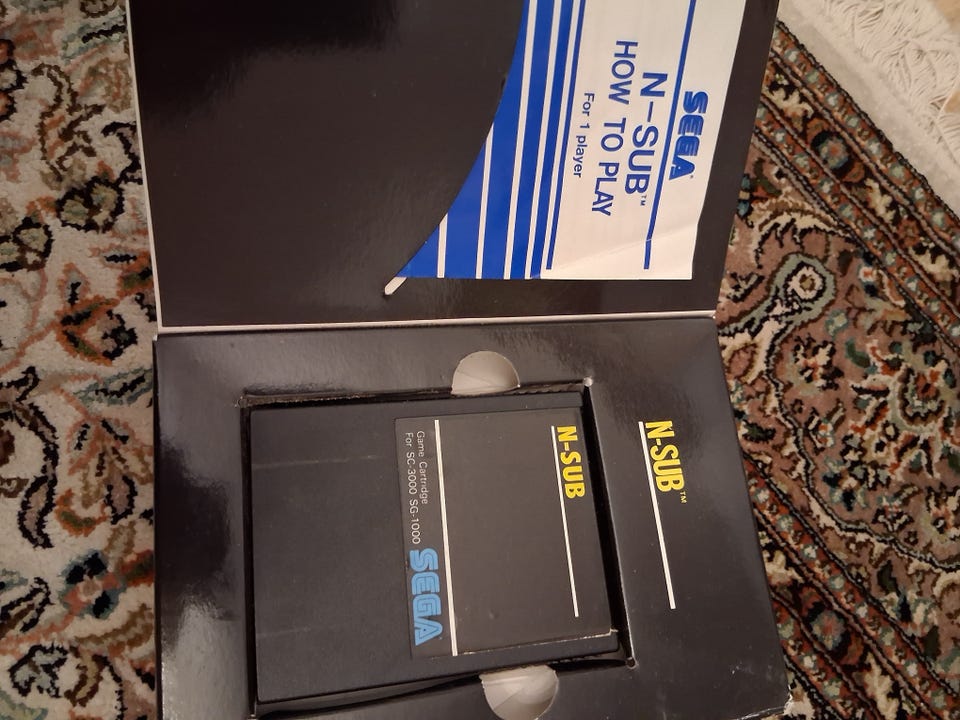 SEGA®
N-SUB™
HOW TO PLAY
For 1 player
N-SUB™
N-SUB
Game Cartridge
For SC-3000 SG-1000
SEGA